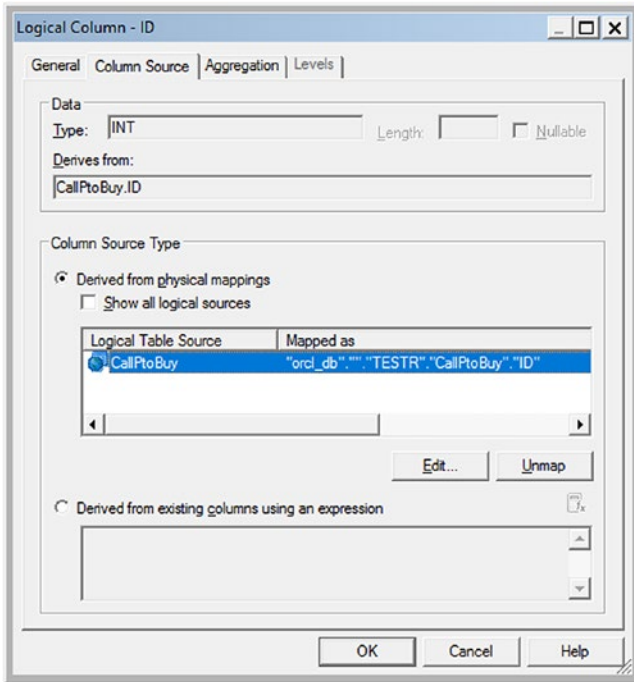 Logical Column - ID
General Column Source Aggregation Levels
Data
Type: INT Length: Nullable
Derives from:
CallPtoBuy.ID
Column Source Type
Derived from physical mappings
Show all logical sources
Logical Table Source Mapped as
CallPtoBuy "orcl_db".""."TESTR"."CallPtoBuy"."ID"
Edit... Unmap
Derived from existing columns using an expression
OK Cancel Help